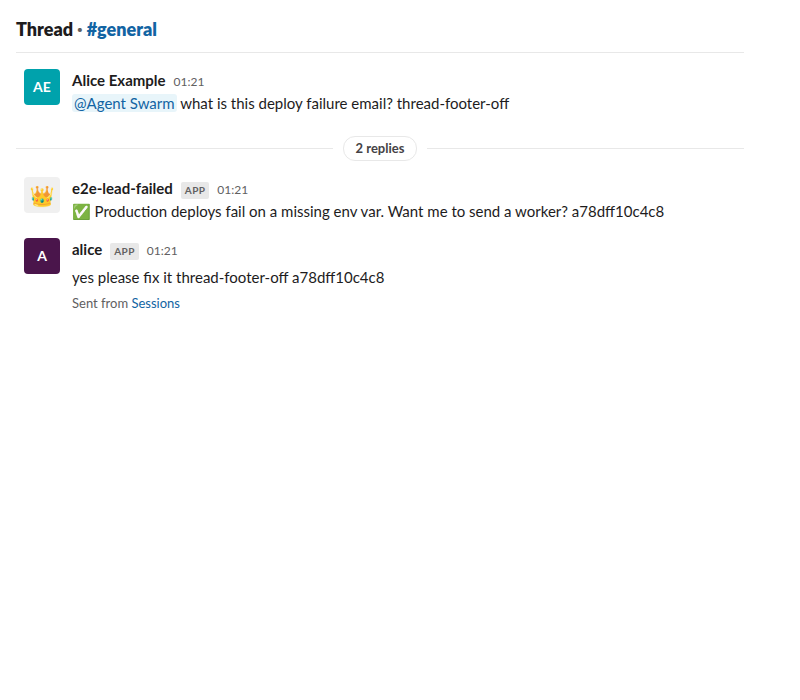 Thread • #general
AE
Alice Example 01:21
@Agent Swarm what is this deploy failure email? thread-footer-off
2 replies
e2e-lead-failed APP 01:21
✅ Production deploys fail on a missing env var. Want me to send a worker? a78dff10c4c8
A
alice APP 01:21
yes please fix it thread-footer-off a78dff10c4c8
Sent from Sessions